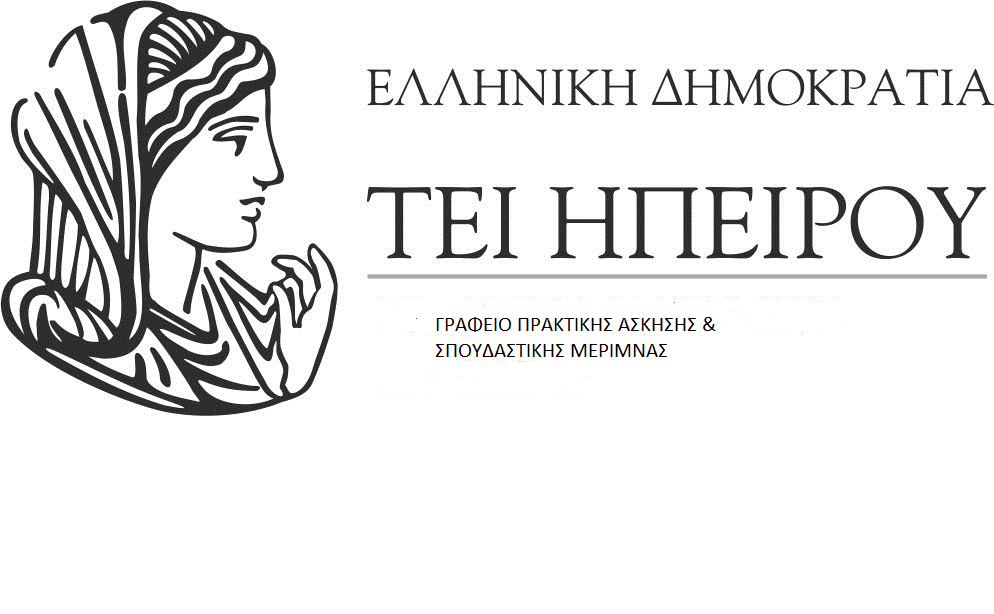 ΕΛΛΗΝΙΚΗ ΔΗΜΟΚΡΑΤΙΑ
ΤΕΙ ΗΠΕΙΡΟΥ
ΓΡΑΦΕΙΟ ΠΡΑΚΤΙΚΗΣ ΑΣΚΗΣΗΣ &
ΣΠΟΥΔΑΣΤΙΚΗΣ ΜΕΡΙΜΝΑΣ